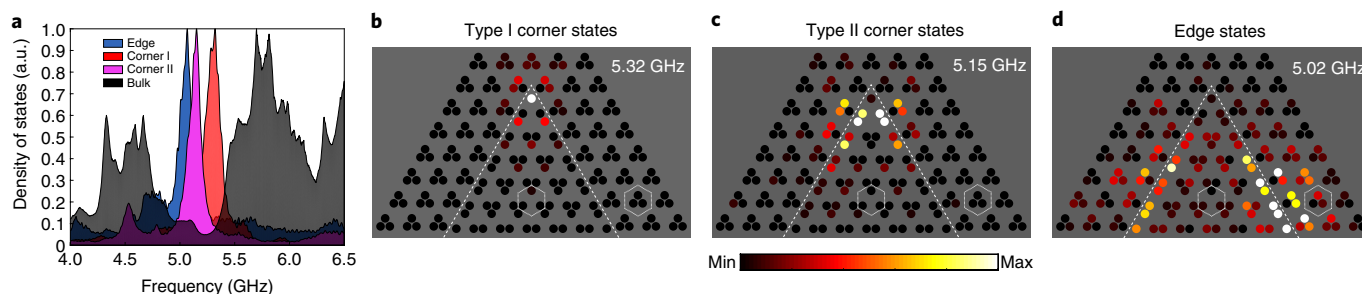 a
Density of states (a.u.)
1.0
0.9
0.8
0.7
0.6
0.5
0.4
0.3
0.2
0.1
0
Edge
Corner I
Corner II
Bulk
4.0 4.5 5.0 5.5 6.0 6.5
Frequency (GHz)
b
Type I corner states
5.32 GHz
c
Type II corner states
5.15 GHz
d
Edge states
5.02 GHz
Min Max